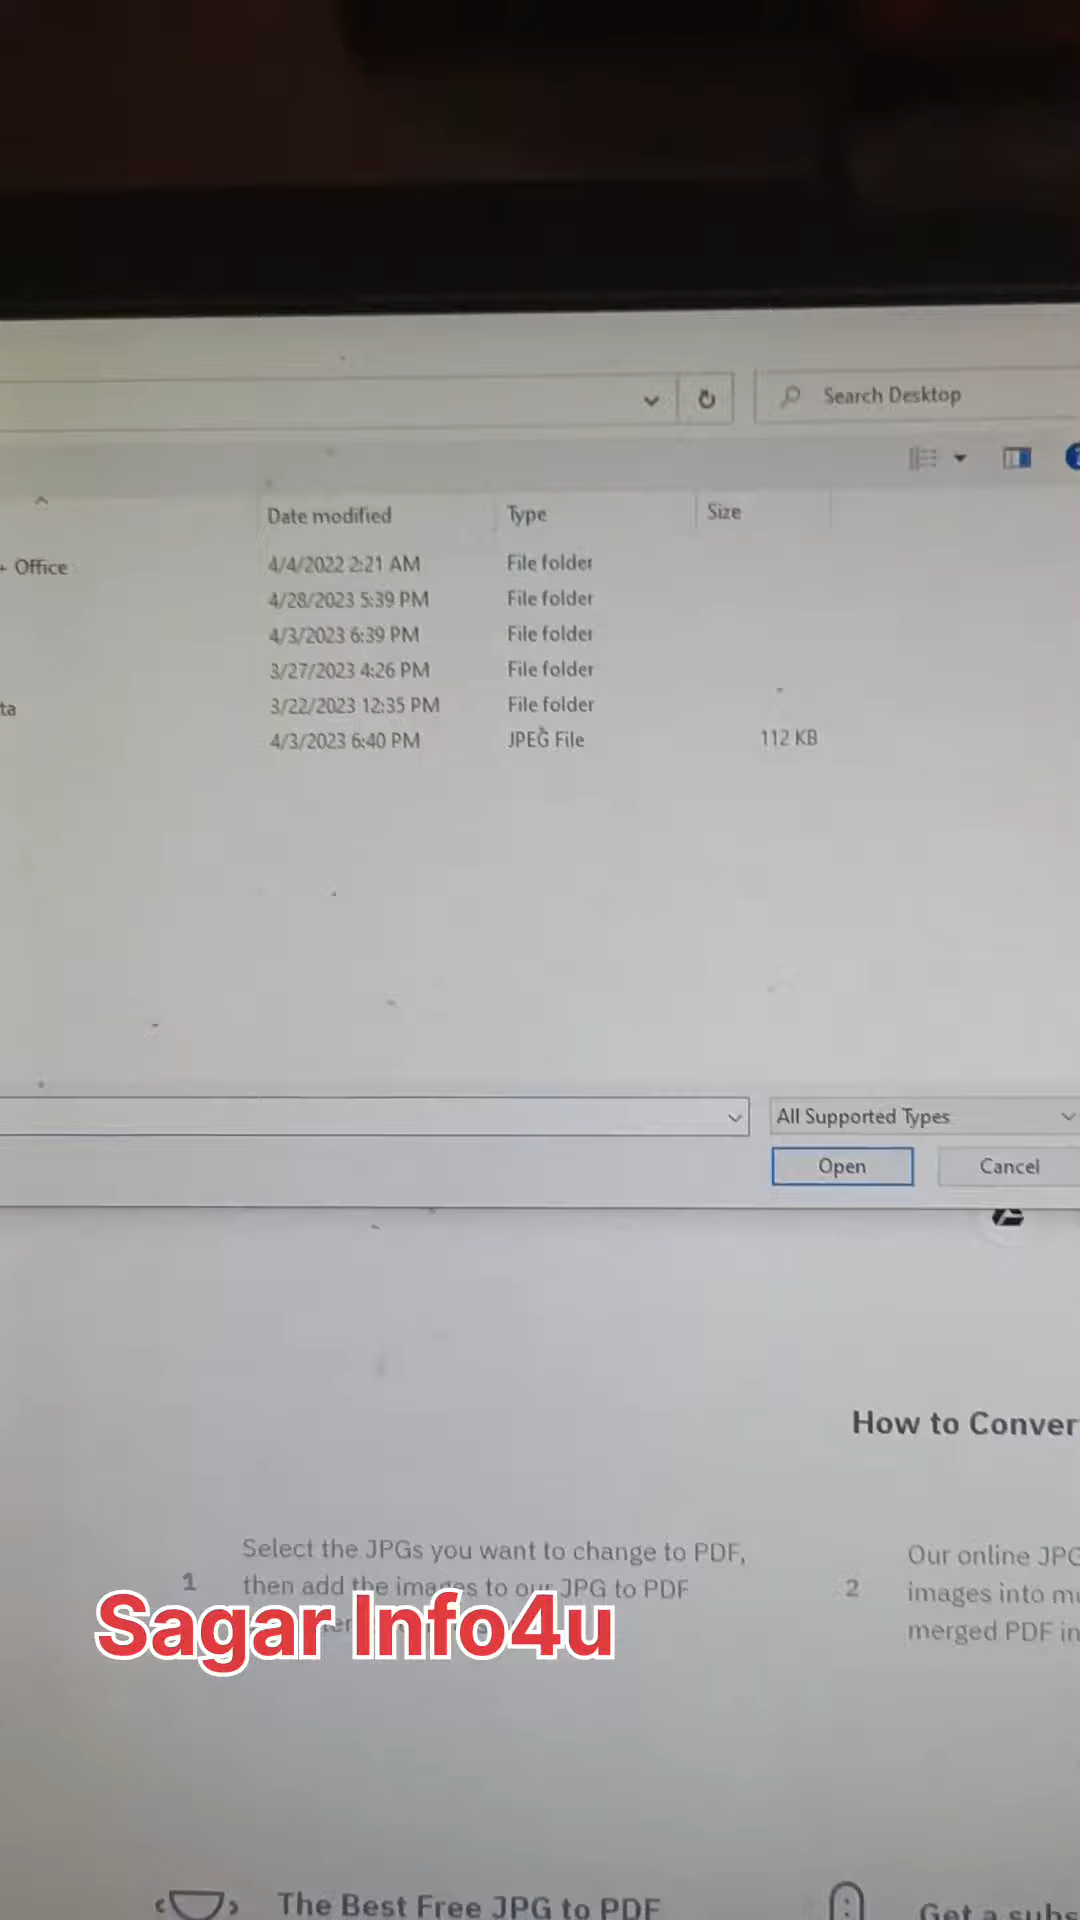 Search Desktop
Date modified Type Size
+ Office 4/4/2022 2:21 AM File folder
4/28/2023 5:39 PM File folder
4/3/2023 6:39 PM File folder
3/27/2023 4:26 PM File folder
ta 3/22/2023 12:35 PM File folder
4/3/2023 6:40 PM JPEG File 112 KB
All Supported Types
Open Cancel
How to Conver
1 Select the JPGs you want to change to PDF,
then add the images to our JPG to PDF
2 Our online JPG
images into mu
merged PDF in
Sagar Info4u
The Best Free JPG to PDF
Get a subs